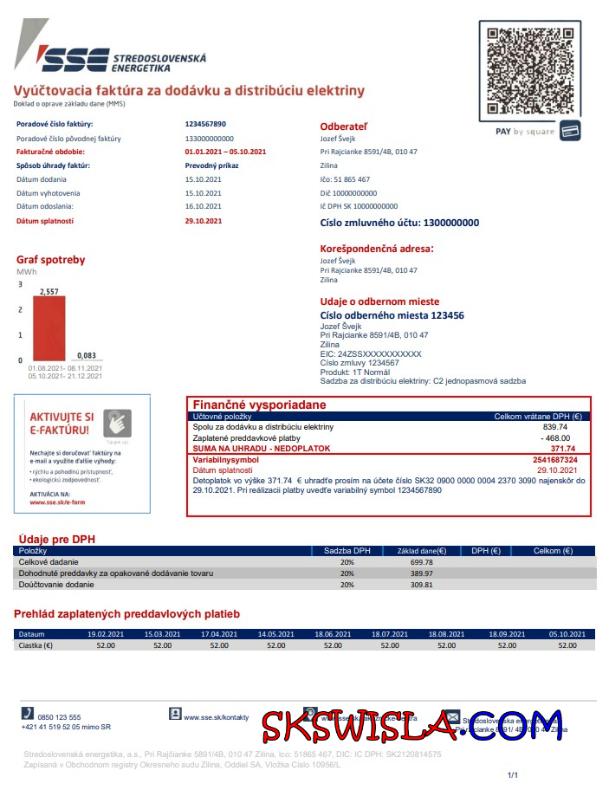 SSE STREDOSLOVENSKÁ
ENERGETIKA
Vyúčtovacia faktúra za dodávku a distribúciu elektriny
Doklad o oprave základu dane (MMS)
PAY by square
Poradové číslo faktúry: 1234567890
Poradové číslo pôvodnej faktúry 133000000000
Fakturačné obdobie: 01.01.2021 – 05.10.2021
Spôsob úhrady faktúr: Prevodný príkaz
Dátum dodania 15.10.2021
Dátum vyhotovenia 15.10.2021
Dátum odoslania: 16.10.2021
Dátum splatností 29.10.2021
Odberateľ
Jozef Švejk
Pri Rajcianke 8591/4B, 010 47
Zilina
Ičo: 51 865 467
Dič 10000000000
IČ DPH SK 10000000000
Císlo zmluvného účtu: 1300000000
Korešpondenčná adresa:
Jozef Švejk
Pri Rajcianke 8591/4B, 010 47
Zilina
Udaje o odbernom mieste
Císlo odberného miesta 123456
Jozef Švejk
Pri Rajcianke 8591/4B, 010 47
Zilina
EIC: 24ZSSXXXXXXXXXXX
Císlo zmluvy 1234567
Produkt: 1T Normál
Sadzba za distribúciu elektriny: C2 jednopasmová sadzba
Graf spotreby
MWh
3
2,557
2
1
0,083
0
01.08.2021- 08.11.2021
05.10.2021- 21.12.2021
AKTIVUJTE SI
E-FAKTÚRU!
Nechajte si doručovať faktúru na
e-mail a využite ďalšie výhody:
• rýchlu a pohodlnú prístupnosť,
• ekologickú zodpovednosť.
AKTIVÁCIA NA:
www.sse.sk/e-form
Finančné vysporiadane
Učtovné položky Celkom vrátane DPH (€)
Spolu za dodávko a distribúciu elektriny 839.74
Zaplatené preddavkové platby - 468.00
SUMA NA UHRADU - NEDOPLATOK 371.74
Variabilnysymbol 2541687324
Dátum splatnosti 29.10.2021
Detoplatok vo výške 371.74 € uhraďte prosím na účete číslo SK32 0900 0000 0004 2370 3090 najenskôr do
29.10.2021. Pri reálizacii platby uveďte variabilný symbol 1234567890
Údaje pre DPH
Položky Sadzba DPH Základ dane(€) DPH (€) Celkom (€)
Celkové dadanie 20% 699.78
Dohodnuté preddavky za opakované dodávanie tovaru 20% 389.97
Doúčtovanie dodanie 20% 309.81
Prehlád zaplatených preddavlových platieb
Dataum 19.02.2021 15.03.2021 17.04.2021 14.05.2021 18.06.2021 18.07.2021 18.08.2021 18.09.2021 05.10.2021
Ciastka (€) 52.00 52.00 52.00 52.00 52.00 52.00 52.00 52.00 52.00
0850 123 555
+421 41 519 52 05 mimo SR
www.sse.sk/kontakty
SKSWISLA.COM
Stredoslovenská energetika, a.s., Pri Rajčianke 5891/4B, 010 47 Zilina, Ico: 51865 467, DIC: IC DPH: SK2120814575
Zapísaná v Obchodnom registry Okresneho sudu Zilina, Oddiel SA, Vložka Císlo 10956/L
1/1